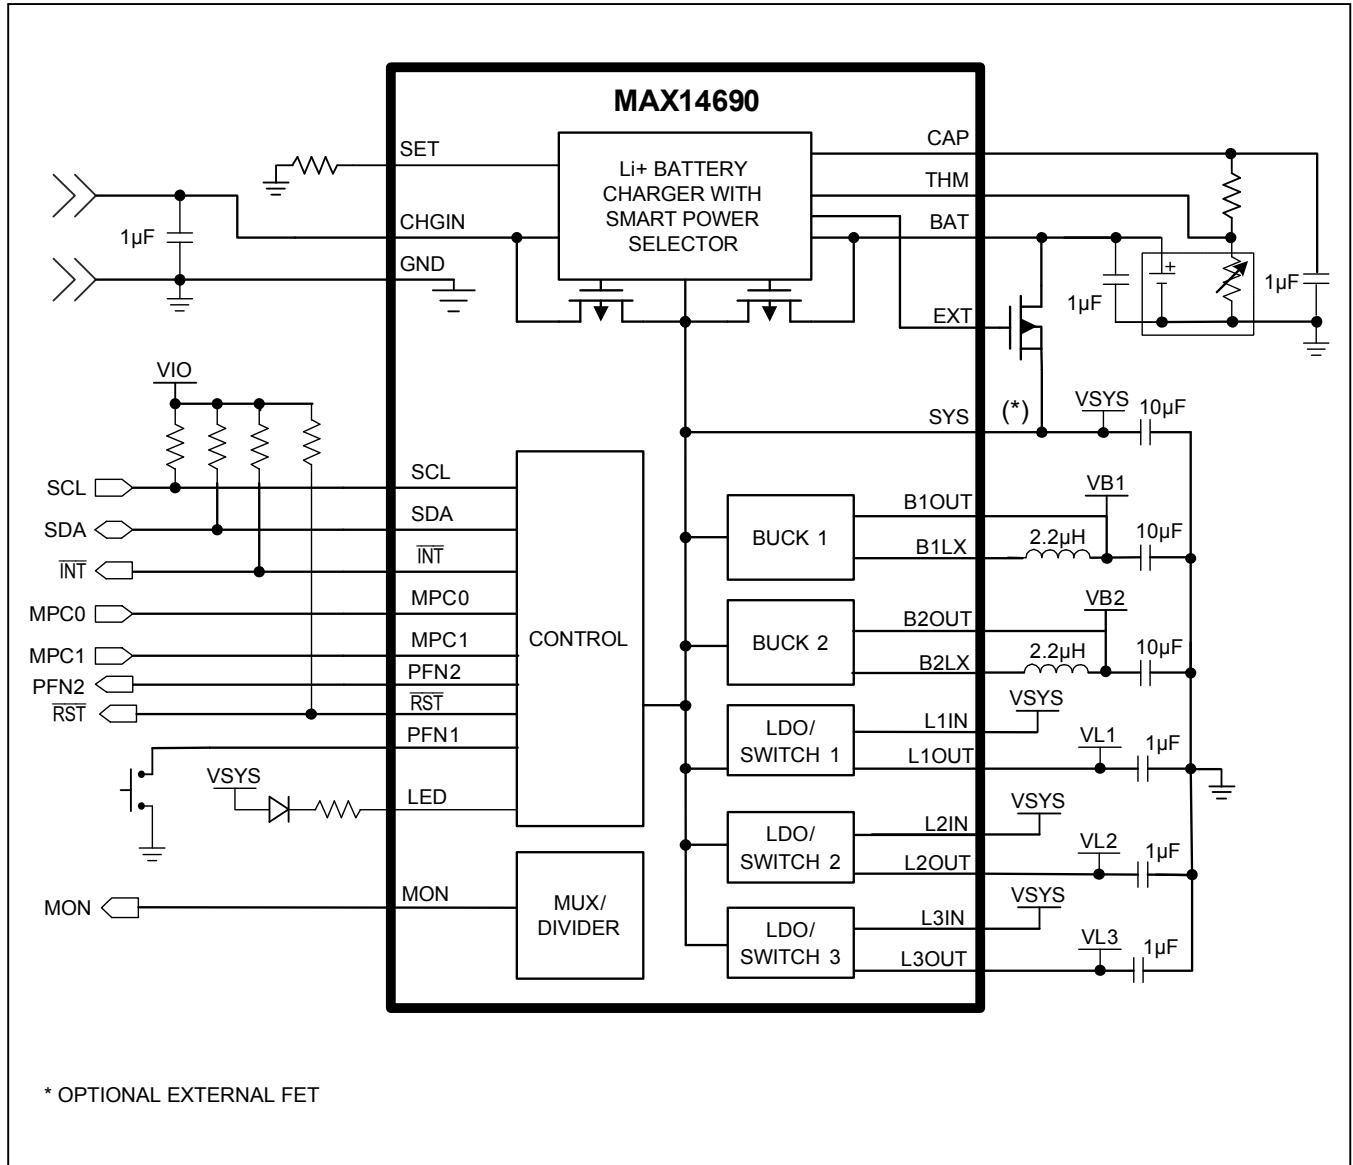 MAX14690
SET
CHGIN
GND
1µF
Li+ BATTERY
CHARGER WITH
SMART POWER
SELECTOR
CAP
THM
BAT
EXT
1µF
+
1µF
VIO
SCL
SDA
INT
MPC0
MPC1
PFN2
RST
SCL
SDA
INT
MPC0
MPC1
PFN2
RST
PFN1
VSYS
LED
CONTROL
MON
MON
MUX/
DIVIDER
SYS
(*)
VSYS
10µF
BUCK 1
B1OUT
B1LX
VB1
2.2µH
10µF
BUCK 2
B2OUT
B2LX
VB2
2.2µH
10µF
LDO/
SWITCH 1
L1IN
L1OUT
VSYS
VL1
1µF
LDO/
SWITCH 2
L2IN
L2OUT
VSYS
VL2
1µF
LDO/
SWITCH 3
L3IN
L3OUT
VSYS
VL3
1µF
* OPTIONAL EXTERNAL FET